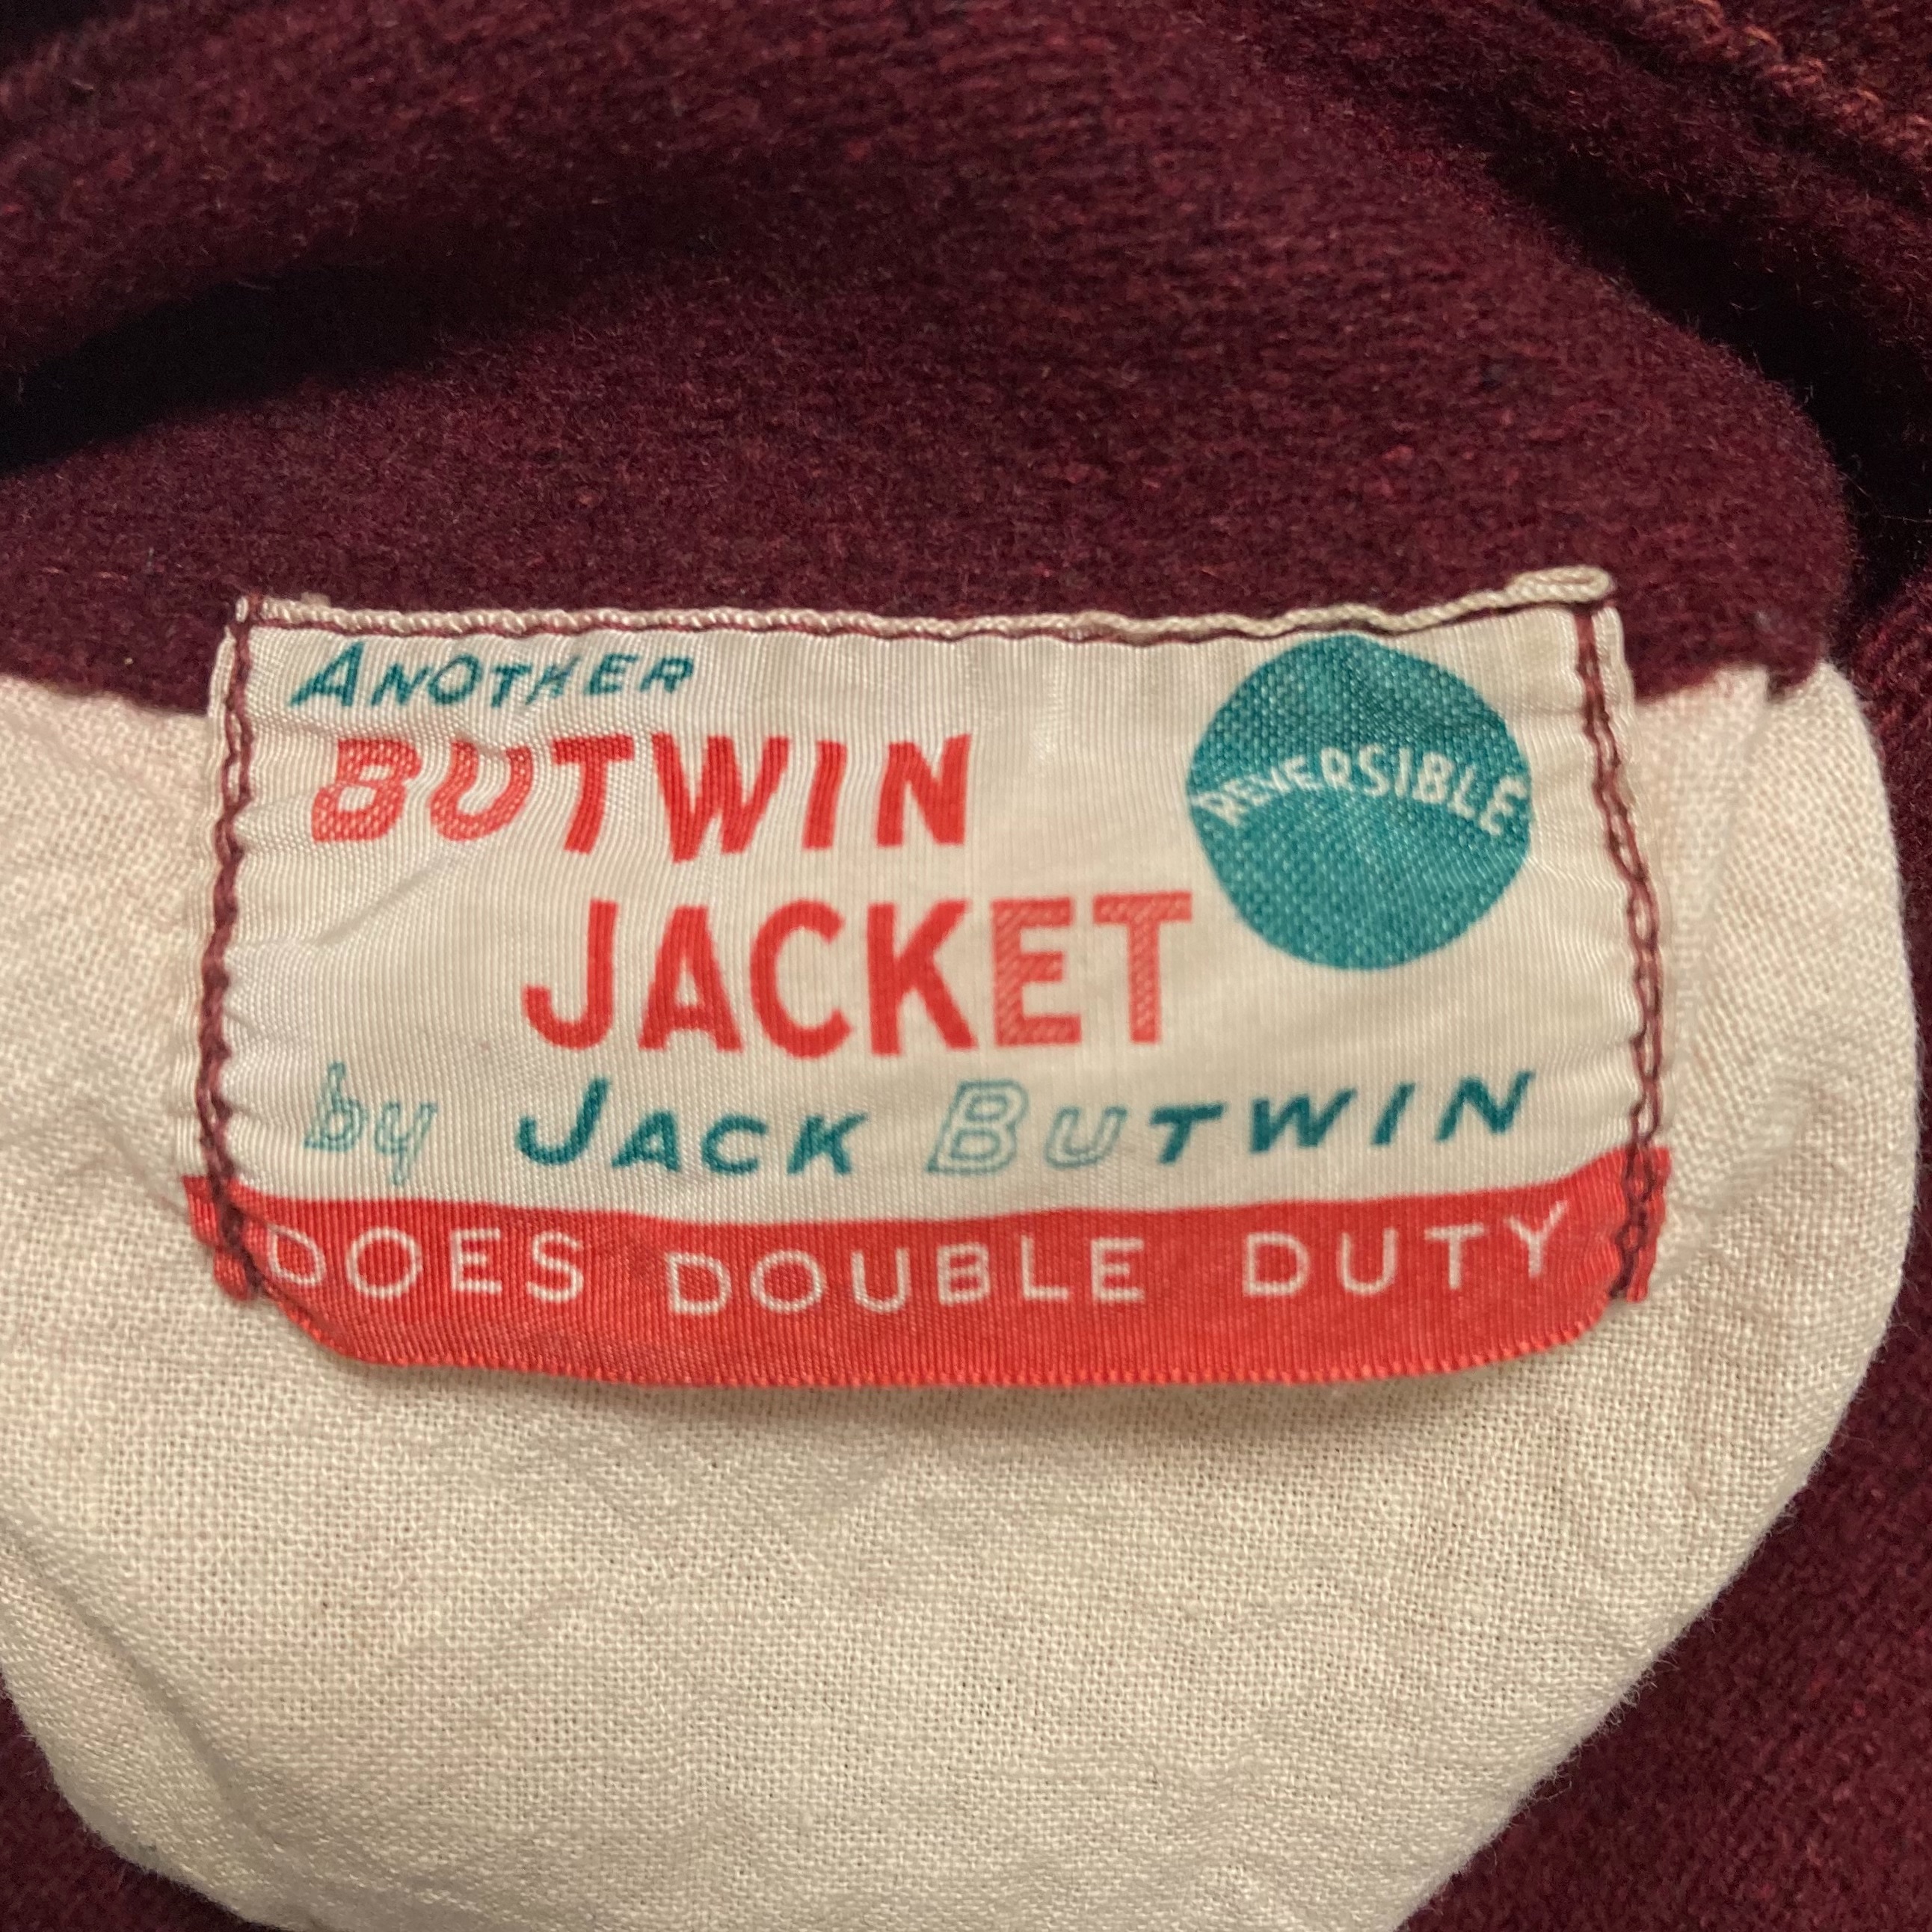 ANOTHER
BUTWIN
REVERSIBLE
JACKET
by JACK BUTWIN
DOES DOUBLE DUTY